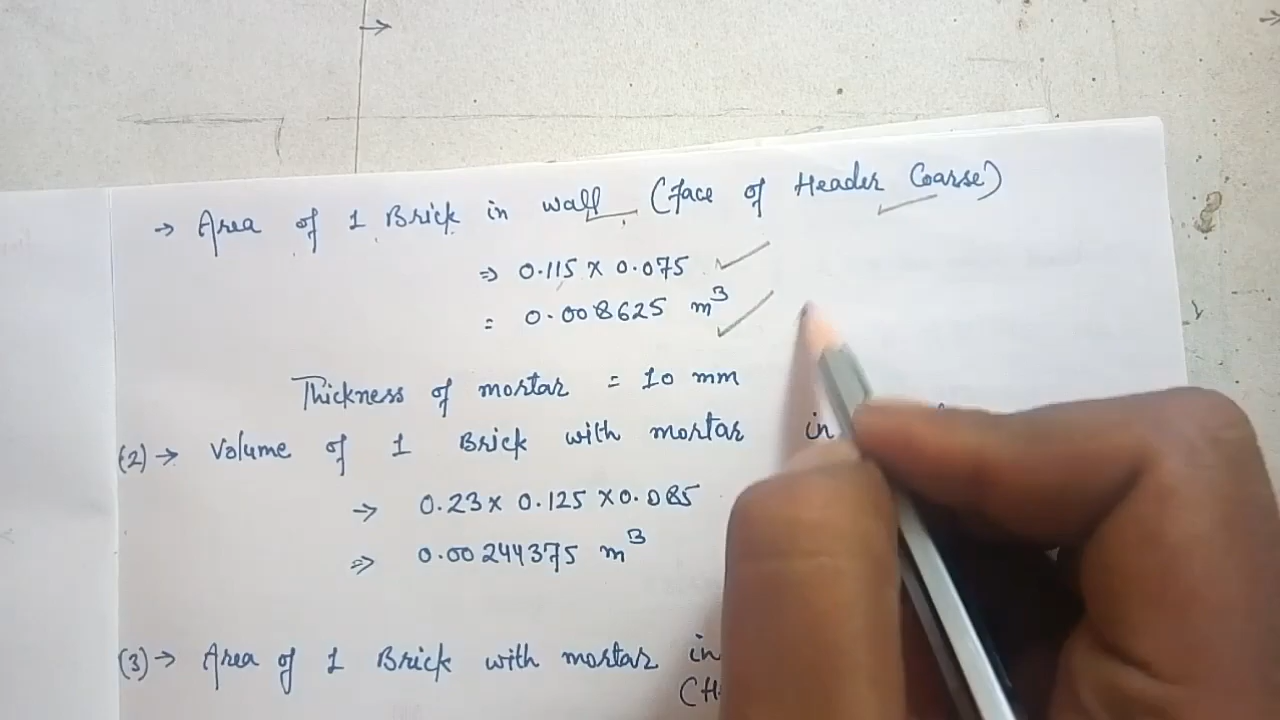 → Area of 1 Brick in wall (face of Header Coarse)
⇒ 0.115 x 0.075
= 0.008625 m³
Thickness of mortar = 10 mm
(2) → Volume of 1 Brick with mortar in
→ 0.23 x 0.125 x 0.085
⇒ 0.00244375 m³
(3) → Area of 1 Brick with mortar in
(H